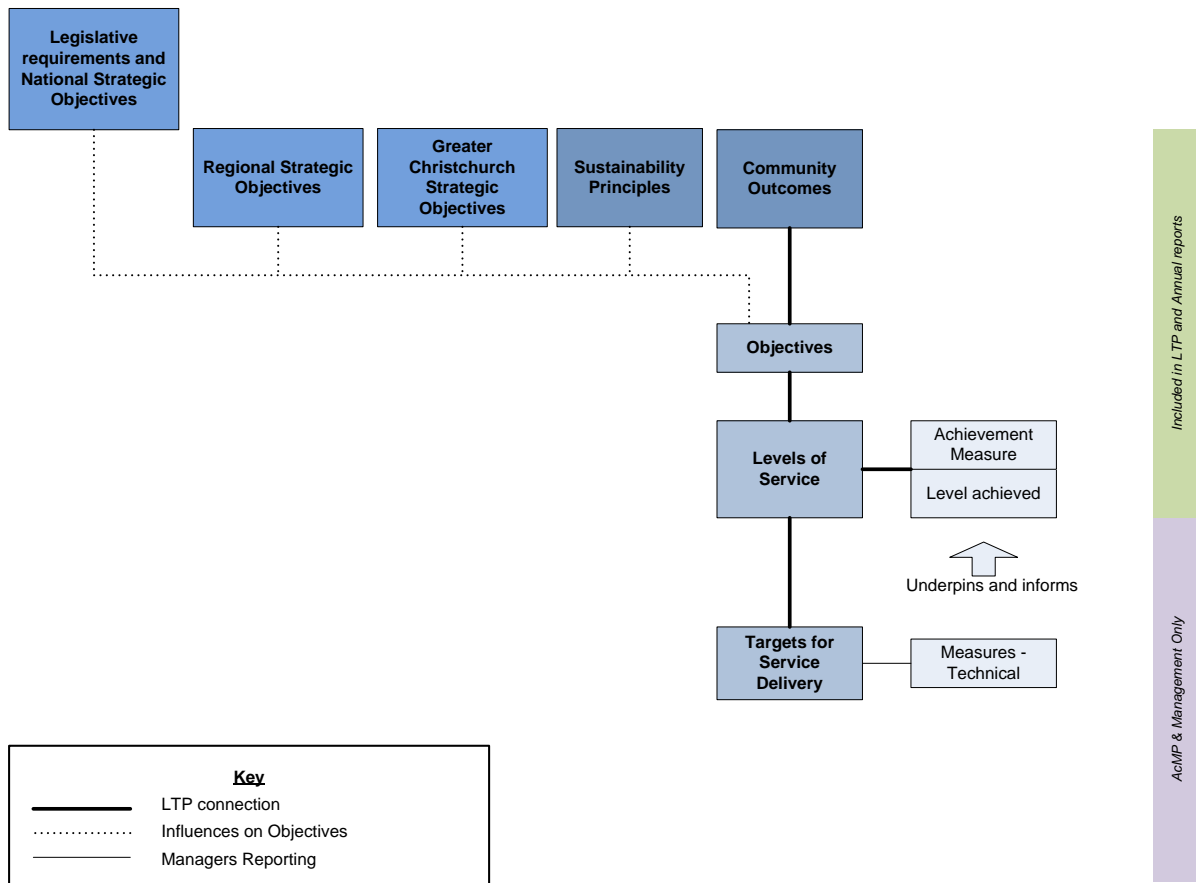 Legislative
requirements and
National Strategic
Objectives
Regional Strategic
Objectives
Greater
Christchurch
Strategic
Objectives
Sustainability
Principles
Community
Outcomes
Objectives
Levels of
Service
Achievement
Measure
Level achieved
Underpins and informs
Targets for
Service
Delivery
Measures -
Technical
Included in LTP and Annual reports
AcMP & Management Only
Key
LTP connection
Influences on Objectives
Managers Reporting